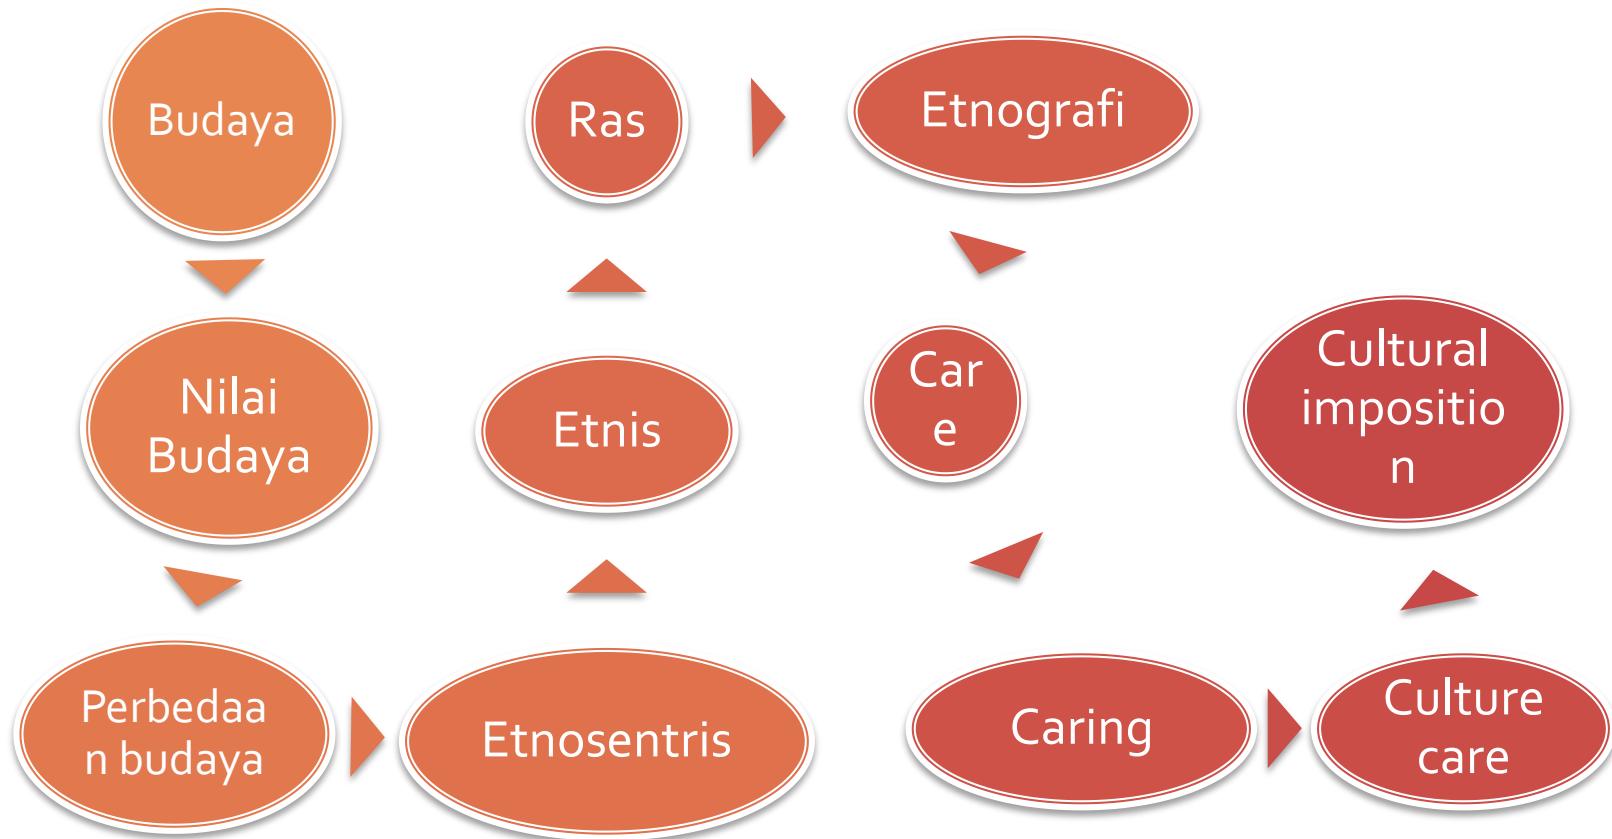 Budaya
Nilai
Budaya
Perbedaa
n budaya
Etnosentris
Etnis
Ras
Etnografi
Car
e
Caring
Culture
care
Cultural
impositio
n